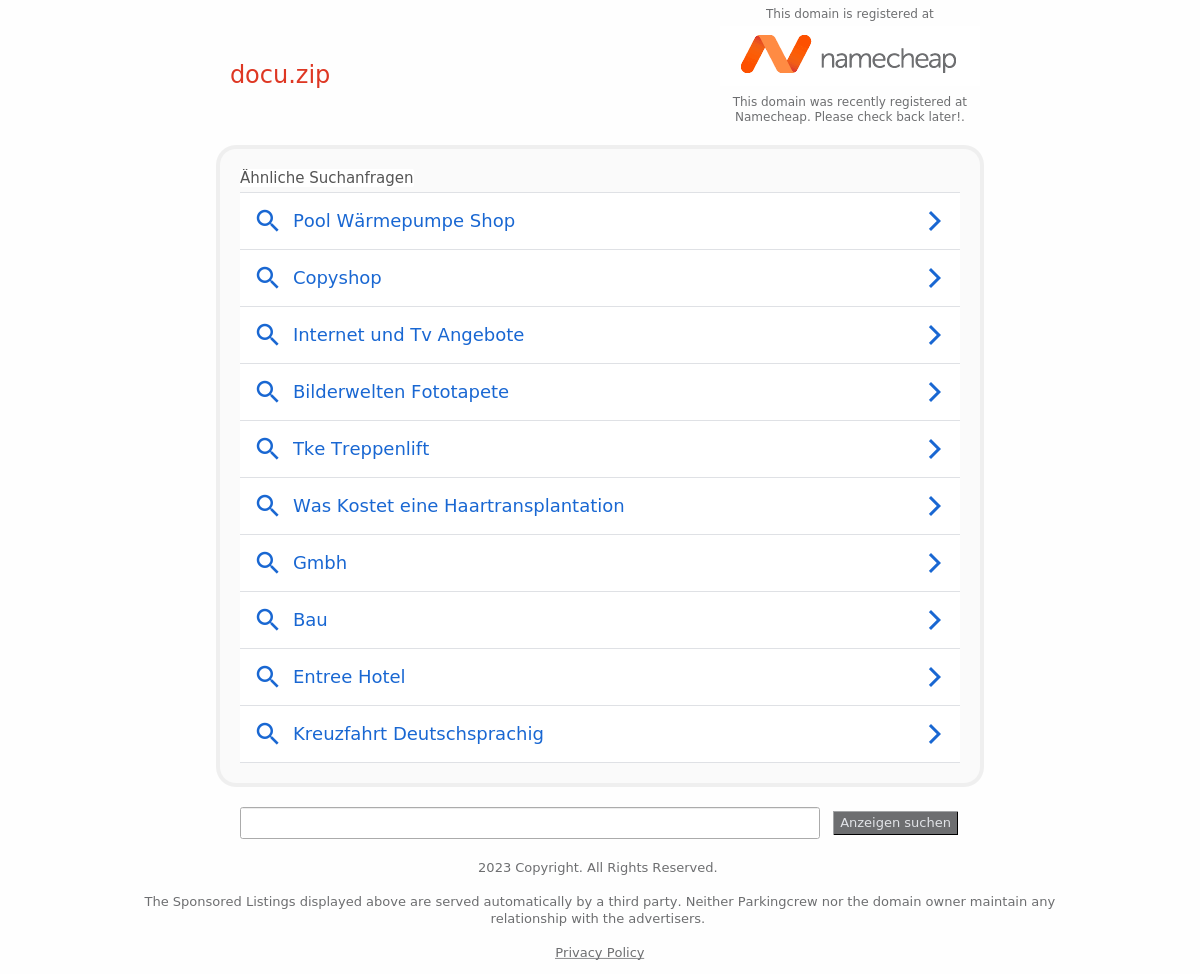 This domain is registered at
docu.zip
namecheap
This domain was recently registered at
Namecheap. Please check back later!.
Ähnliche Suchanfragen
Pool Wärmepumpe Shop
Copyshop
Internet und Tv Angebote
Bilderwelten Fototapete
Tke Treppenlift
Was Kostet eine Haartransplantation
Gmbh
Bau
Entree Hotel
Kreuzfahrt Deutschsprachig
Anzeigen suchen
2023 Copyright. All Rights Reserved.
The Sponsored Listings displayed above are served automatically by a third party. Neither Parkingcrew nor the domain owner maintain any
relationship with the advertisers.
Privacy Policy